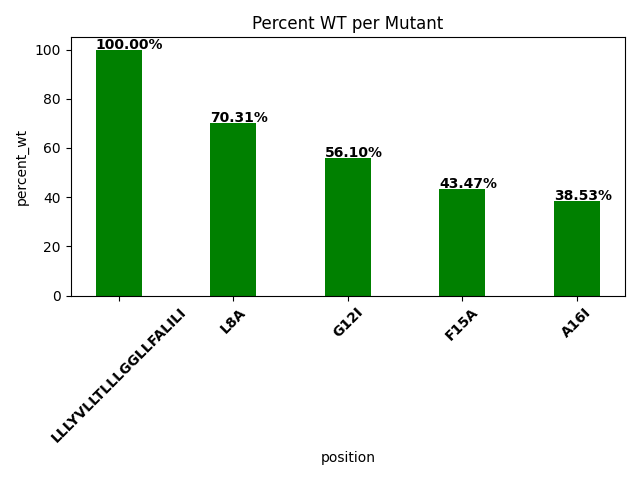 Percent WT per Mutant
percent_wt
100
80
60
40
20
0
100.00%
70.31%
56.10%
43.47%
38.53%
LLLYVLLTLLLGGLLFALILI
L8A
G12I
F15A
A16I
position